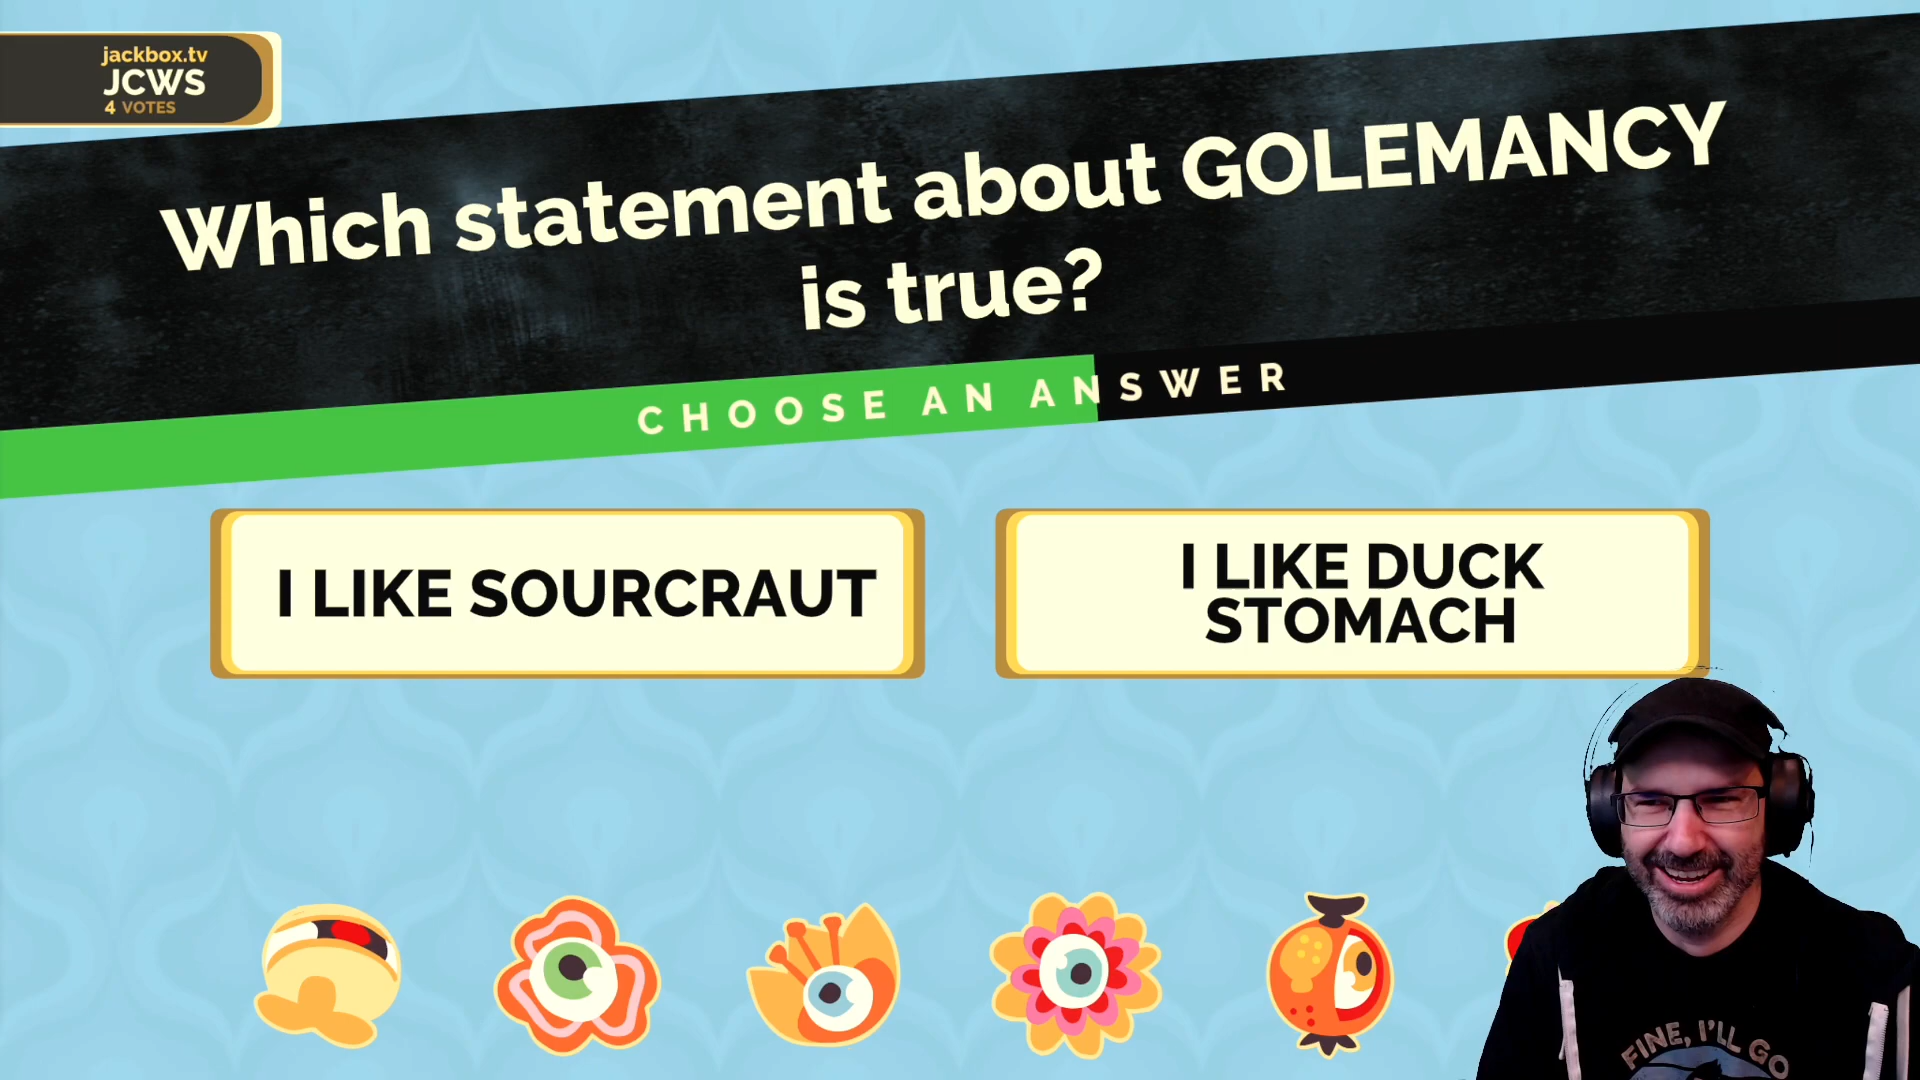 jackbox.tv
JCWS
4 VOTES
Which statement about GOLEMANCY
is true?
CHOOSE AN ANSWER
I LIKE SOURCRAUT
I LIKE DUCK
STOMACH
FINE, I'LL GO